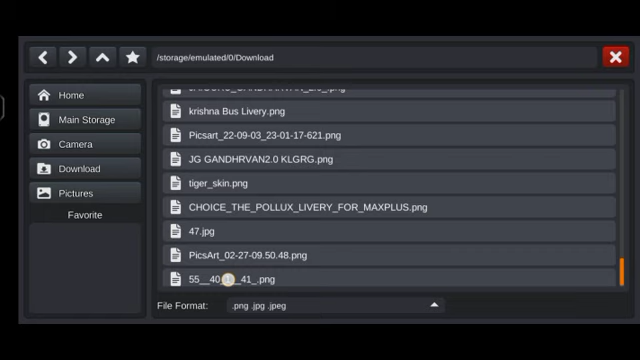 /storage/emulated/0/Download
Home
Main Storage
Camera
Download
Pictures
Favorite
krishna Bus Livery.png
Picsart_22-09-03_23-01-17-621.png
JG GANDHRVAN2.0 KLGRG.png
tiger_skin.png
CHOICE_THE_POLLUX_LIVERY_FOR_MAXPLUS.png
47.jpg
PicsArt_02-27-09.50.48.png
File Format:
.png .jpg .jpeg